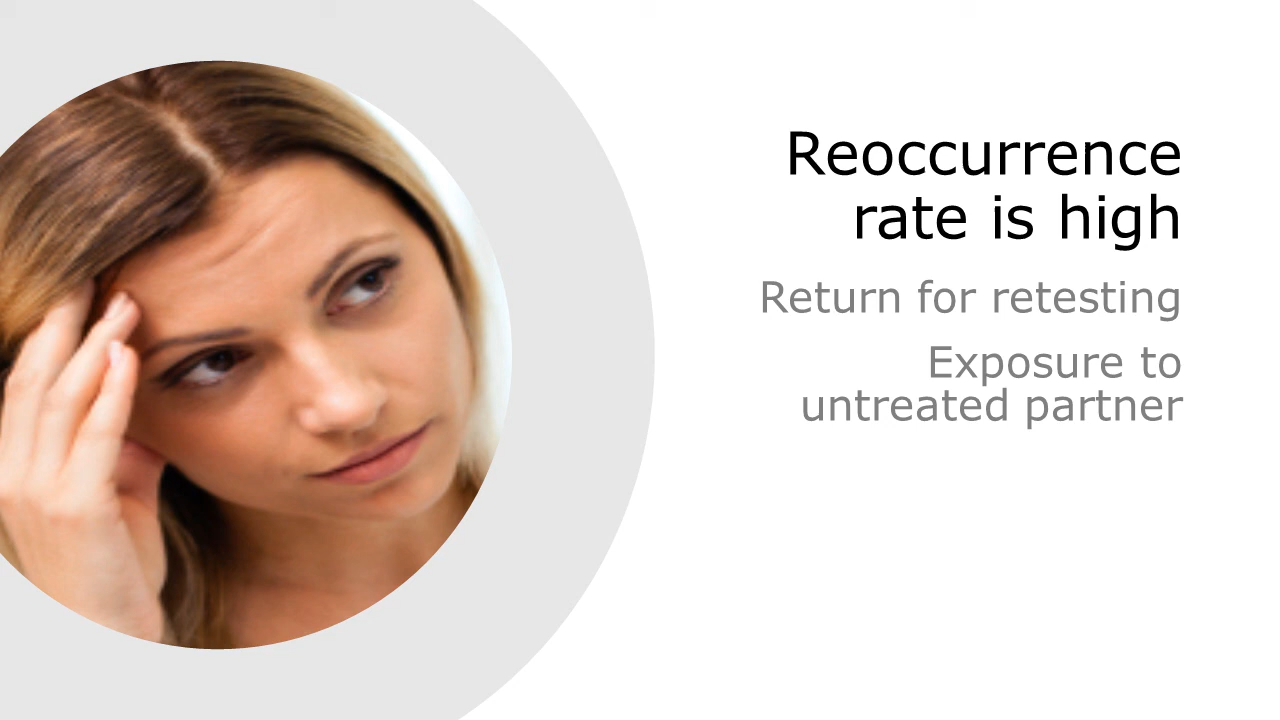 Reoccurrence
rate is high
Return for retesting
Exposure to
untreated partner